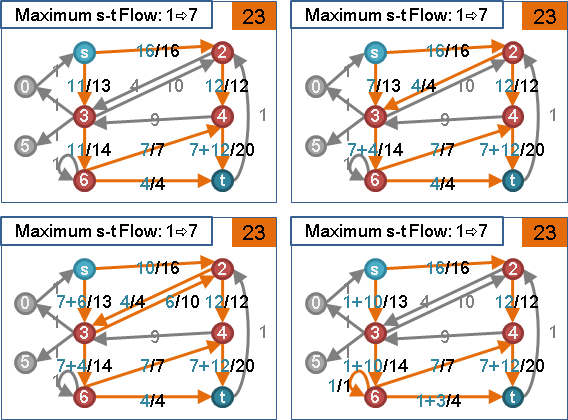 Maximum s-t Flow: 1⇨7 23
s 16/16 2
0 1 11/13 4 10 12/12
1 3 9 4 1
5 11/14 7/7 7+12/20
1 6 4/4 t
Maximum s-t Flow: 1⇨7 23
s 16/16 2
0 1 7/13 4/4 10 12/12
1 3 9 4 1
5 7+4/14 7/7 7+12/20
1 6 4/4 t
Maximum s-t Flow: 1⇨7 23
s 10/16 2
0 1 7+6/13 4/4 6/10 12/12
1 3 9 4 1
5 7+4/14 7/7 7+12/20
1 6 4/4 t
Maximum s-t Flow: 1⇨7 23
s 16/16 2
0 1 1+10/13 4 10 12/12
1 3 9 4 1
5 1+10/14 7/7 7+12/20
1/1 6 1+3/4 t